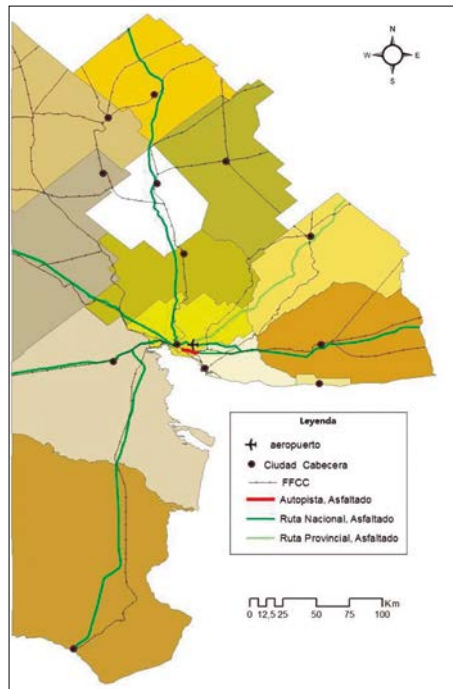 N
W E
S
Leyenda
aeropuerto
Ciudad Cabecera
FFCC
Autopista, Asfaltado
Ruta Nacional, Asfaltado
Ruta Provincial, Asfaltado
Km
0 12,5 25 50 75 100